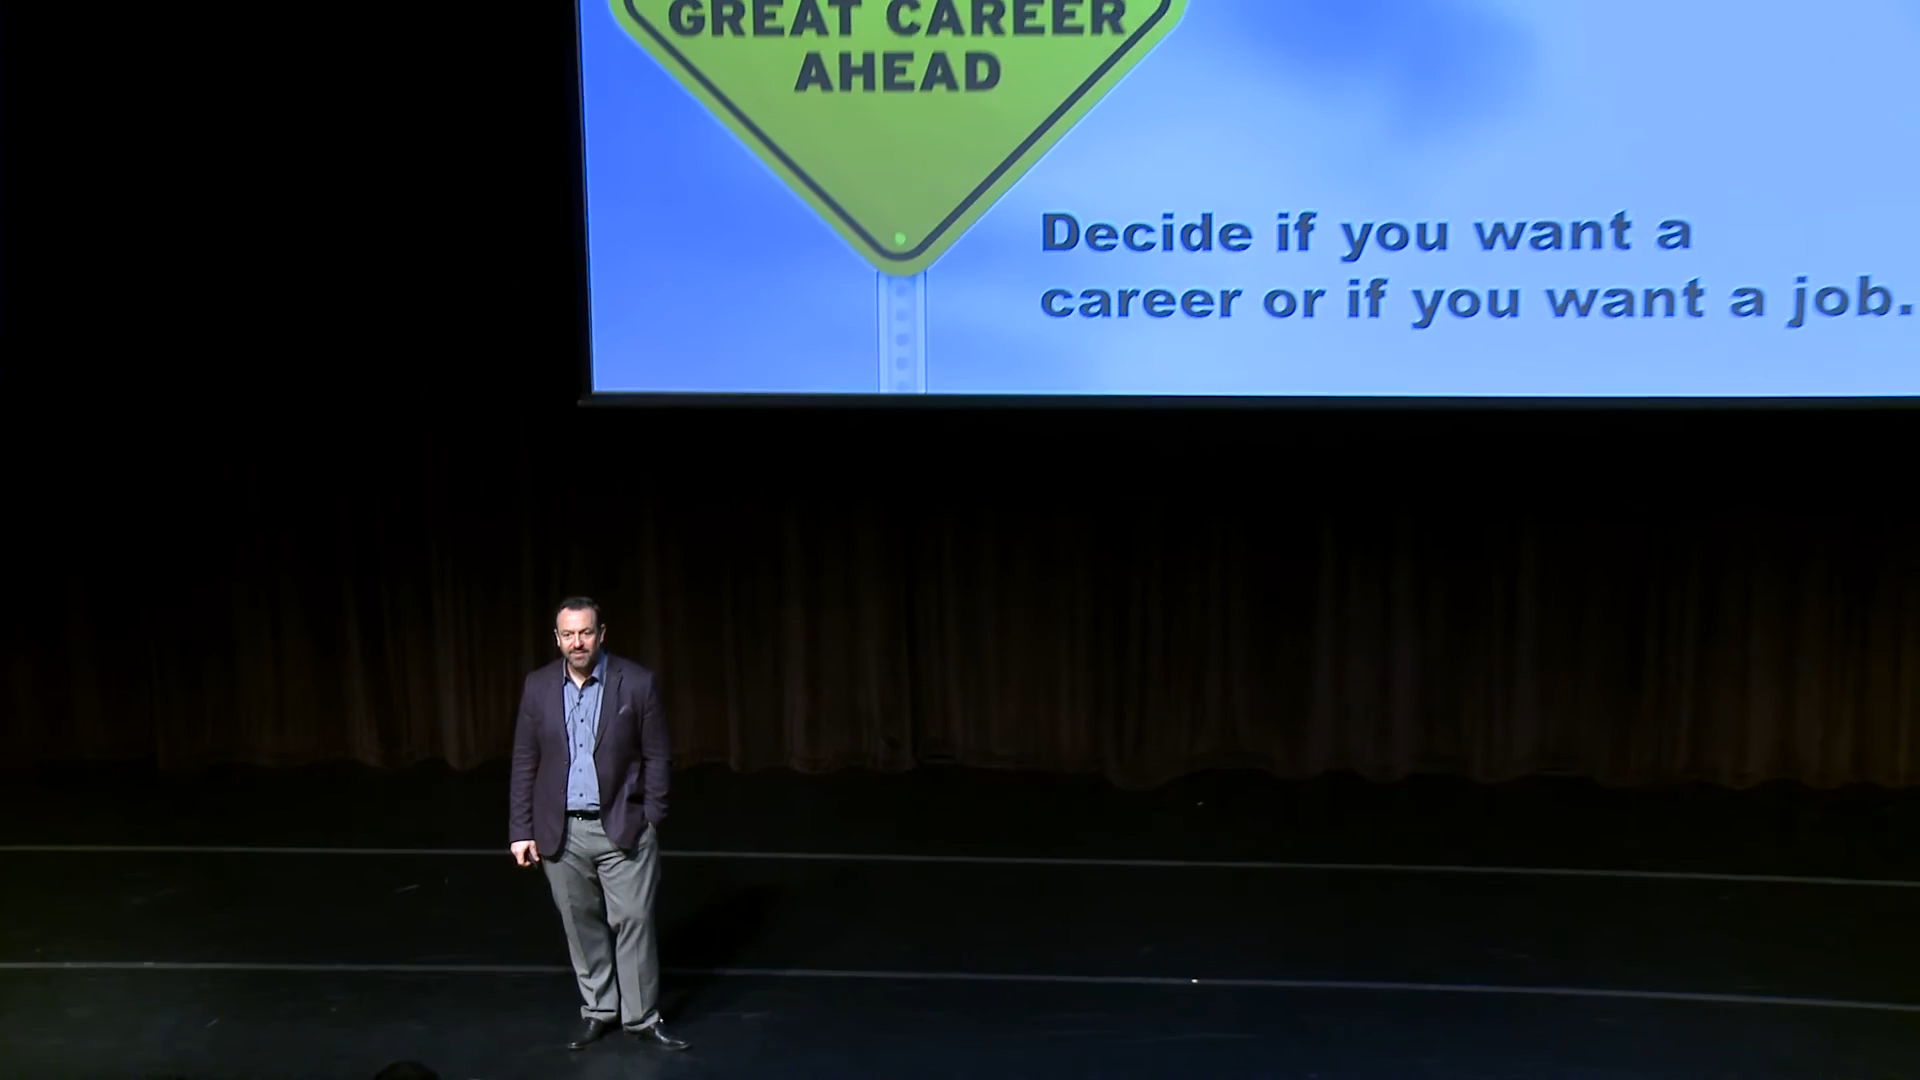 GREAT CAREER
AHEAD
Decide if you want a
career or if you want a job.